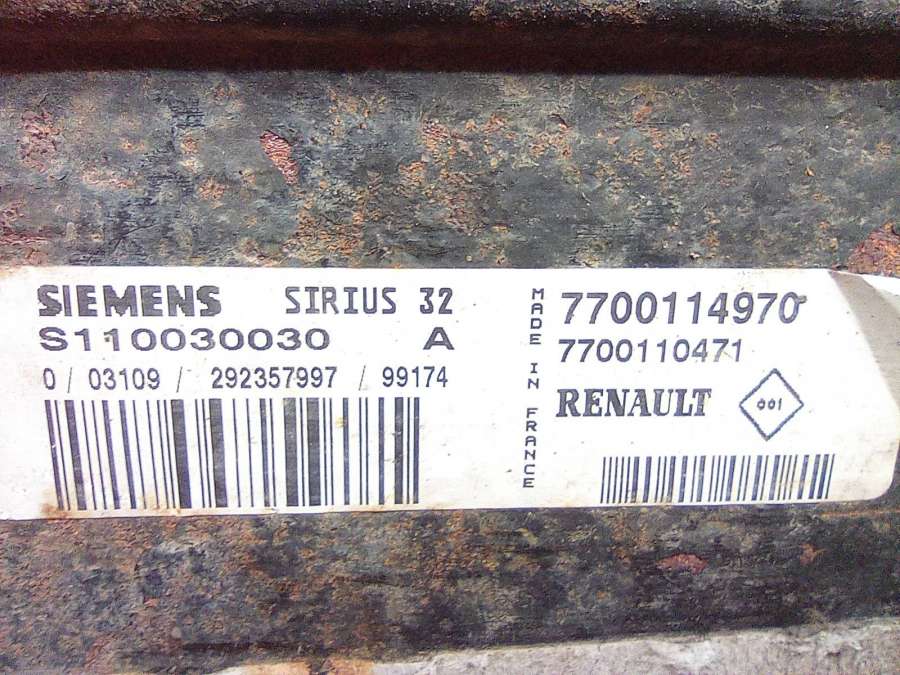 SIEMENS SIRIUS 32
S110030030 A
0 / 03109 / 292357997 / 99174
MADE IN FRANCE
7700114970
7700110471
RENAULT 001